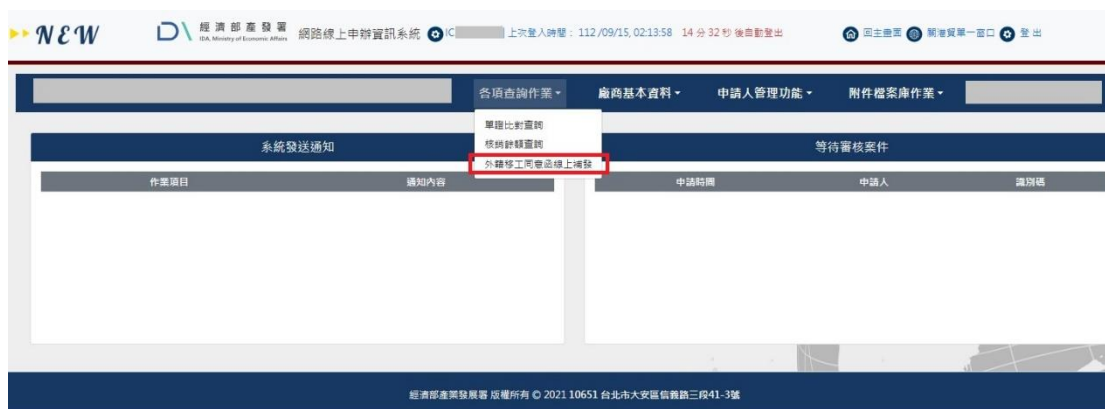 NEW
經濟部產發署
IDA, Ministry of Economic Affairs
網路線上申辦資訊系統 IC
上次登入時間：112/09/15, 02:13:58 14 分 32 秒 後自動登出
回主畫面 關港貿單一窗口 登出
各項查詢作業 廠商基本資料 申請人管理功能 附件檔案庫作業
單證比對查詢
核銷餘額查詢
外籍移工同意函線上補發
系統發送通知
等待審核案件
作業項目 通知內容
申請時間 申請人 識別碼
經濟部產業發展署 版權所有 © 2021 10651 台北市大安區信義路三段41-3號